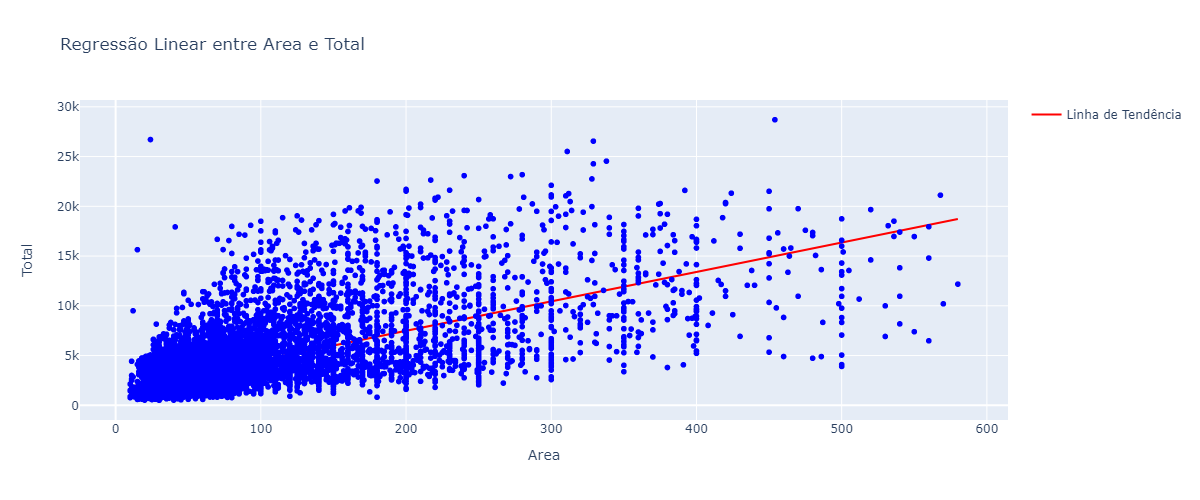 Regressão Linear entre Area e Total
Linha de Tendência
30k
25k
20k
15k
10k
5k
0
Total
0 100 200 300 400 500 600
Area